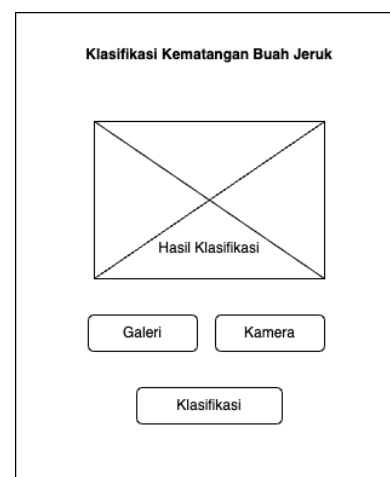 Klasifikasi Kematangan Buah Jeruk
Hasil Klasifikasi
Galeri
Kamera
Klasifikasi